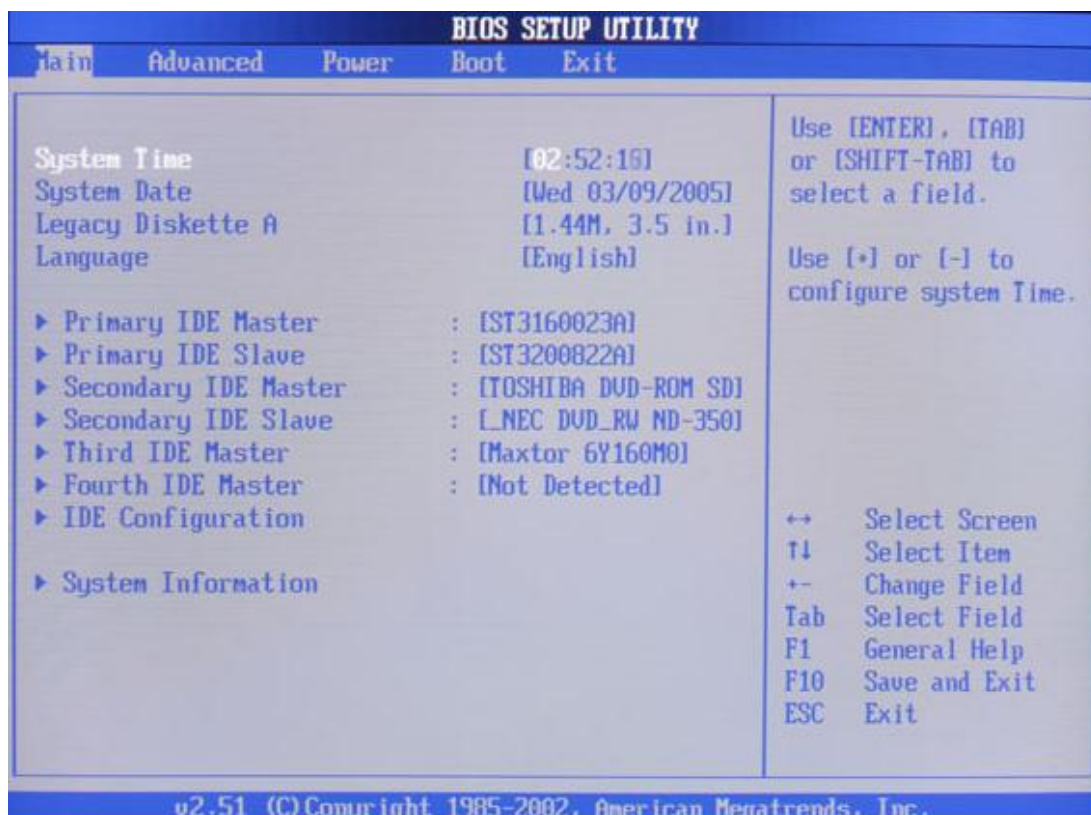 BIOS SETUP UTILITY
Main Advanced Power Boot Exit
System Time [02:52:16]
System Date [Wed 03/09/2005]
Legacy Diskette A [1.44M, 3.5 in.]
Language [English]
▶ Primary IDE Master : [ST3160023A]
▶ Primary IDE Slave : [ST3200822A]
▶ Secondary IDE Master : [TOSHIBA DVD-ROM SD]
▶ Secondary IDE Slave : [_NEC DVD_RW ND-350]
▶ Third IDE Master : [Maxtor 6Y160M0]
▶ Fourth IDE Master : [Not Detected]
▶ IDE Configuration
▶ System Information
Use [ENTER], [TAB]
or [SHIFT-TAB] to
select a field.
Use [+] or [-] to
configure system Time.
↔ Select Screen
↑↓ Select Item
+- Change Field
Tab Select Field
F1 General Help
F10 Save and Exit
ESC Exit
v2.51 (C)Copyright 1985-2002, American Megatrends, Inc.